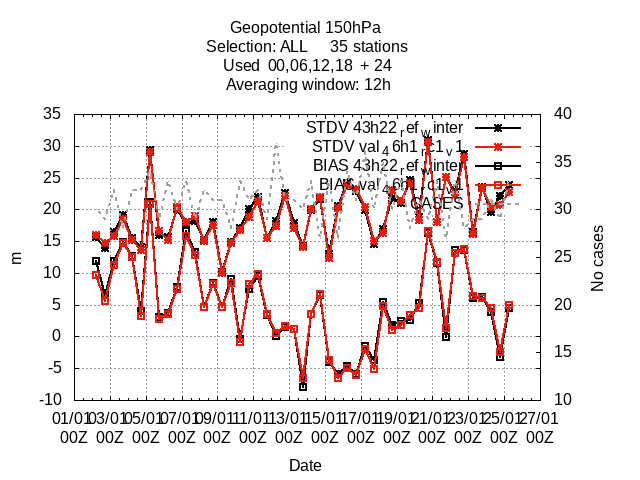 Geopotential 150hPa
Selection: ALL 35 stations
Used 00,06,12,18 + 24
Averaging window: 12h
35
30
25
20
15
10
5
0
-5
-10
m
40
35
30
25
20
15
10
No cases
STDV 43h22_ref_winter
STDV val_46h1_rc1_v1
BIAS 43h22_ref_winter
BIAS val_46h1_rc1_v1
CASES
01/01 03/01 05/01 07/01 09/01 11/01 13/01 15/01 17/01 19/01 21/01 23/01 25/01 27/01
00Z 00Z 00Z 00Z 00Z 00Z 00Z 00Z 00Z 00Z 00Z 00Z 00Z 00Z
Date